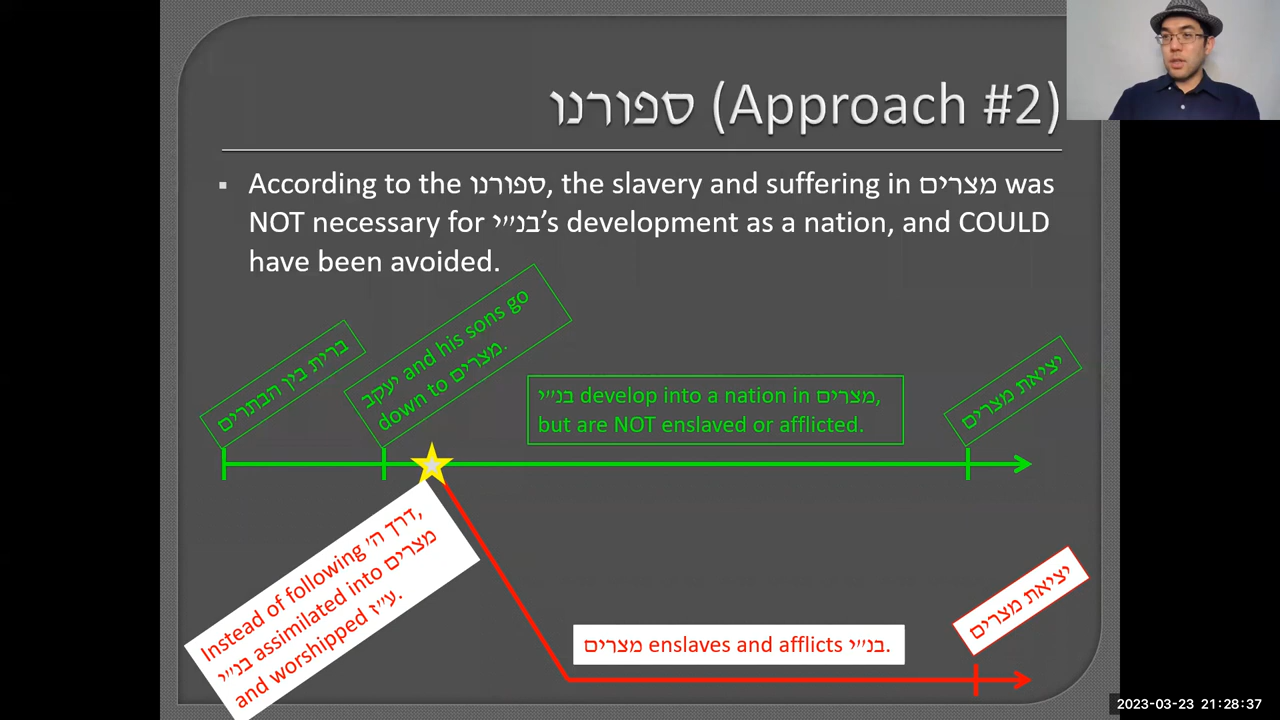 ספורנו (Approach #2)
▪ According to the ספורנו, the slavery and suffering in מצרים was
NOT necessary for בנ״י’s development as a nation, and COULD
have been avoided.
ברית בין הבתרים
יעקב and his sons go
down to מצרים.
בנ״י develop into a nation in מצרים,
but are NOT enslaved or afflicted.
יציאת מצרים
Instead of following דרך ה׳,
בנ״י assimilated into מצרים
and worshipped ע״ז.
מצרים enslaves and afflicts בנ״י.
יציאת מצרים
2023-03-23 21:28:37